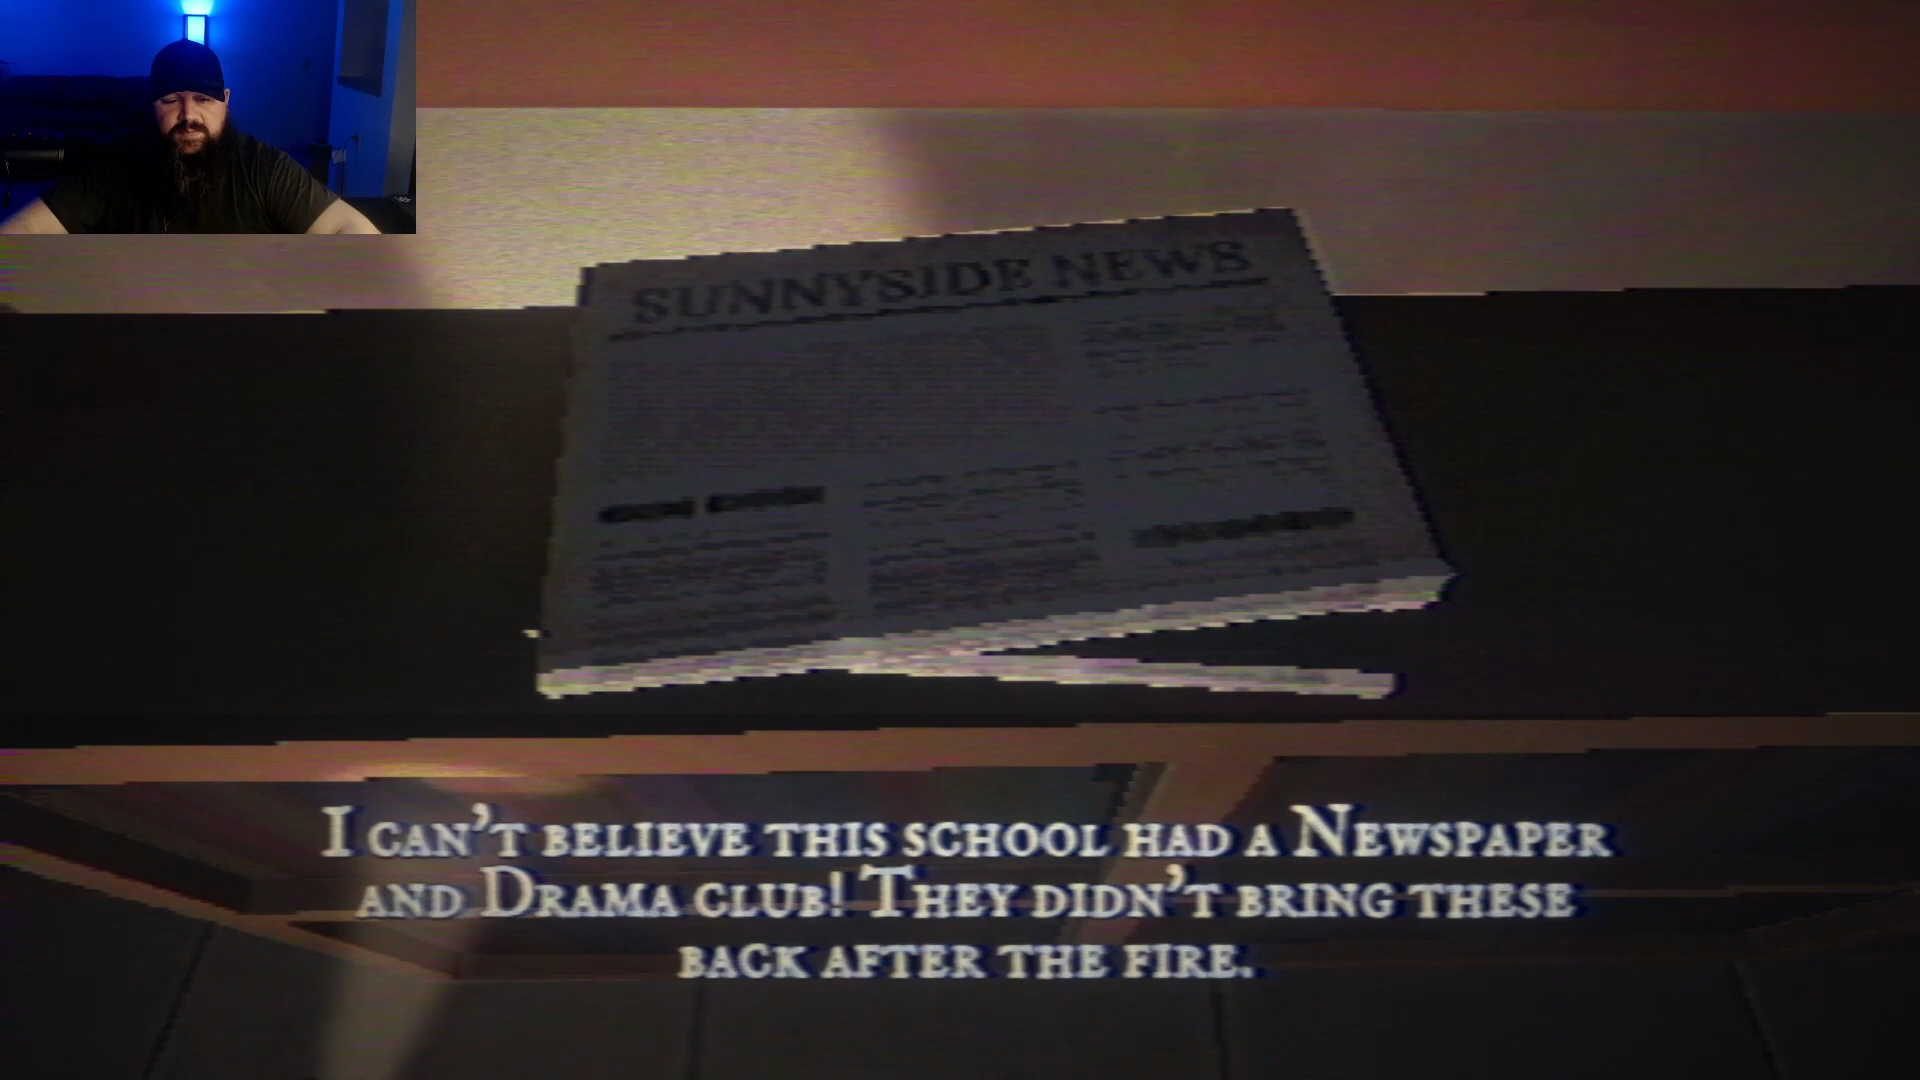 SUNNYSIDE NEWS
I can't believe this school had a Newspaper
and Drama club! They didn't bring these
back after the fire.